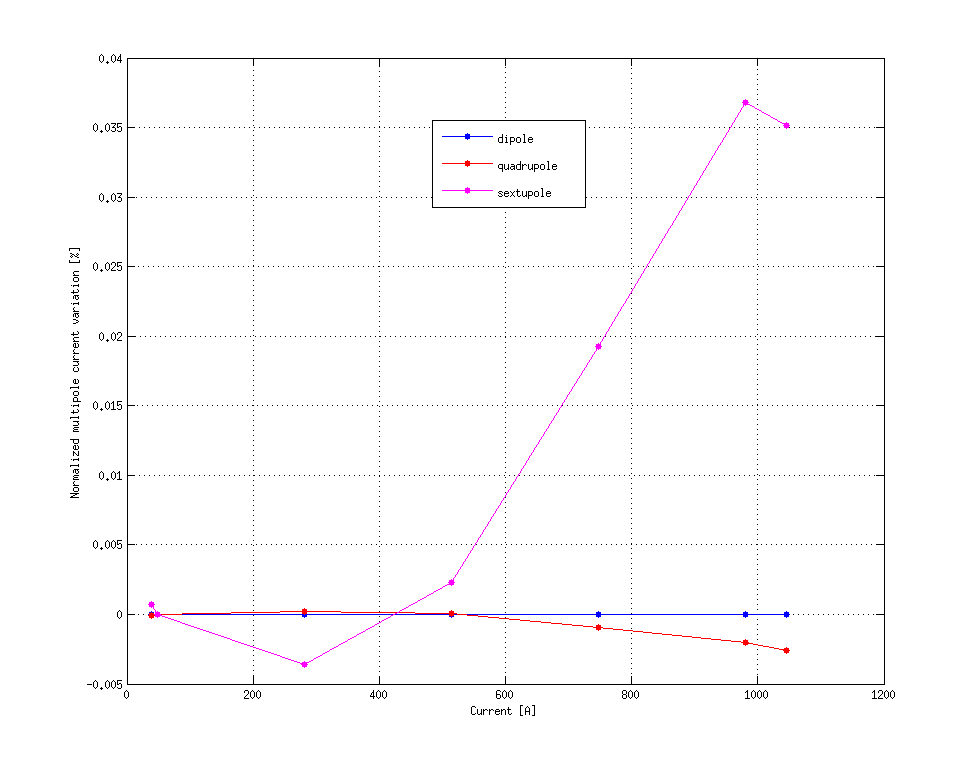 0.04
0.035
0.03
0.025
0.02
0.015
0.01
0.005
0
-0.005
Normalized multipole current variation [%]
dipole
quadrupole
sextupole
0 200 400 600 800 1000 1200
Current [A]